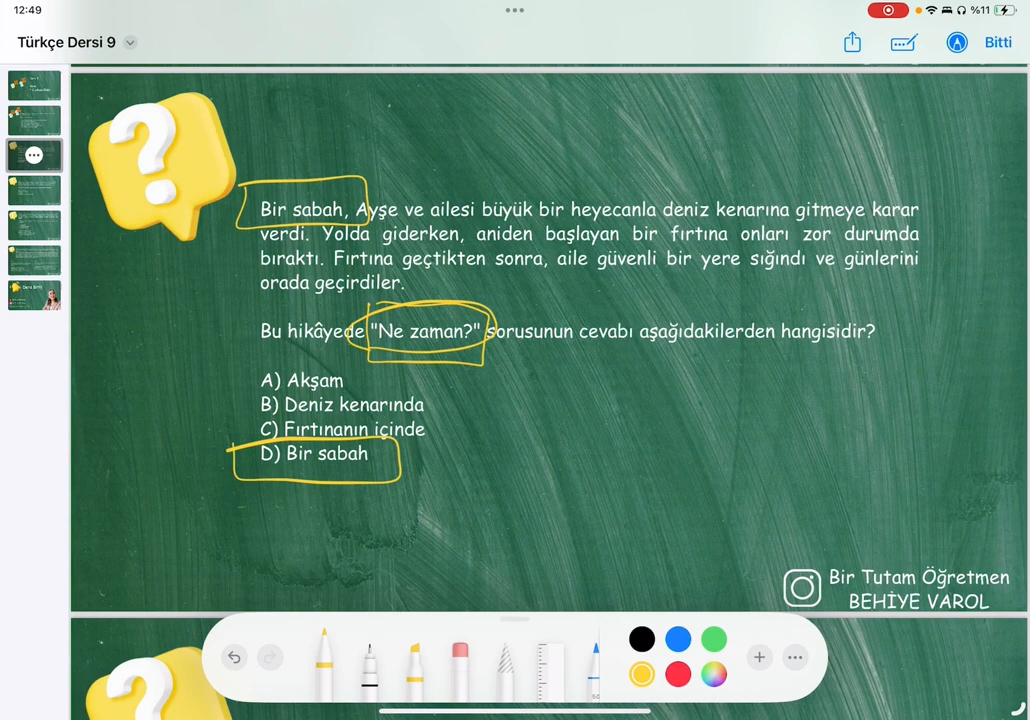 12:49
%11
Türkçe Dersi 9
Bitti
Bir sabah, Ayşe ve ailesi büyük bir heyecanla deniz kenarına gitmeye karar
verdi. Yolda giderken, aniden başlayan bir fırtına onları zor durumda
bıraktı. Fırtına geçtikten sonra, aile güvenli bir yere sığındı ve günlerini
orada geçirdiler.
Bu hikâyede "Ne zaman?" sorusunun cevabı aşağıdakilerden hangisidir?
A) Akşam
B) Deniz kenarında
C) Fırtınanın içinde
D) Bir sabah
Bir Tutam Öğretmen
BEHİYE VAROL